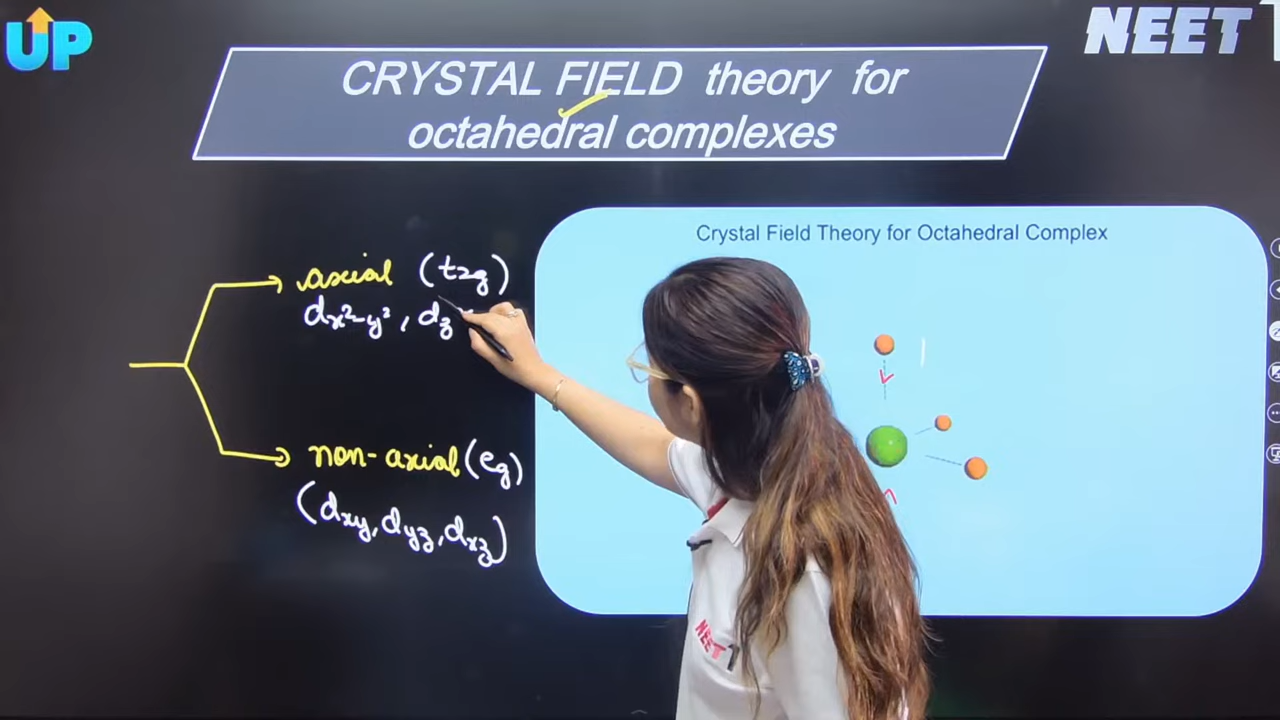 UP
NEET
CRYSTAL FIELD theory for
octahedral complexes
Crystal Field Theory for Octahedral Complex
axial (t2g)
dx²-y², dz
non-axial (eg)
(dxy, dyz, dxz)
NEET